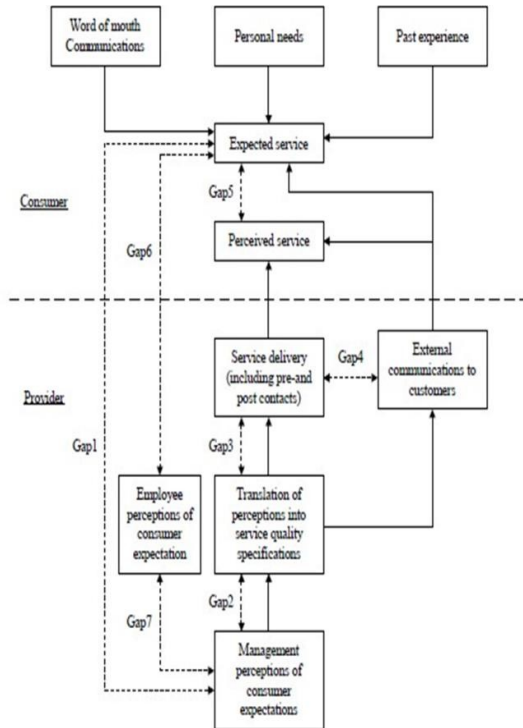 Word of mouth
Communications
Personal needs
Past experience
Expected service
Gap5
Consumer
Gap6
Perceived service
Service delivery
(including pre-and
post contacts)
Gap4
External
communications to
customers
Provider
Gap1
Gap3
Employee
perceptions of
consumer
expectation
Translation of
perceptions into
service quality
specifications
Gap2
Gap7
Management
perceptions of
consumer
expectations